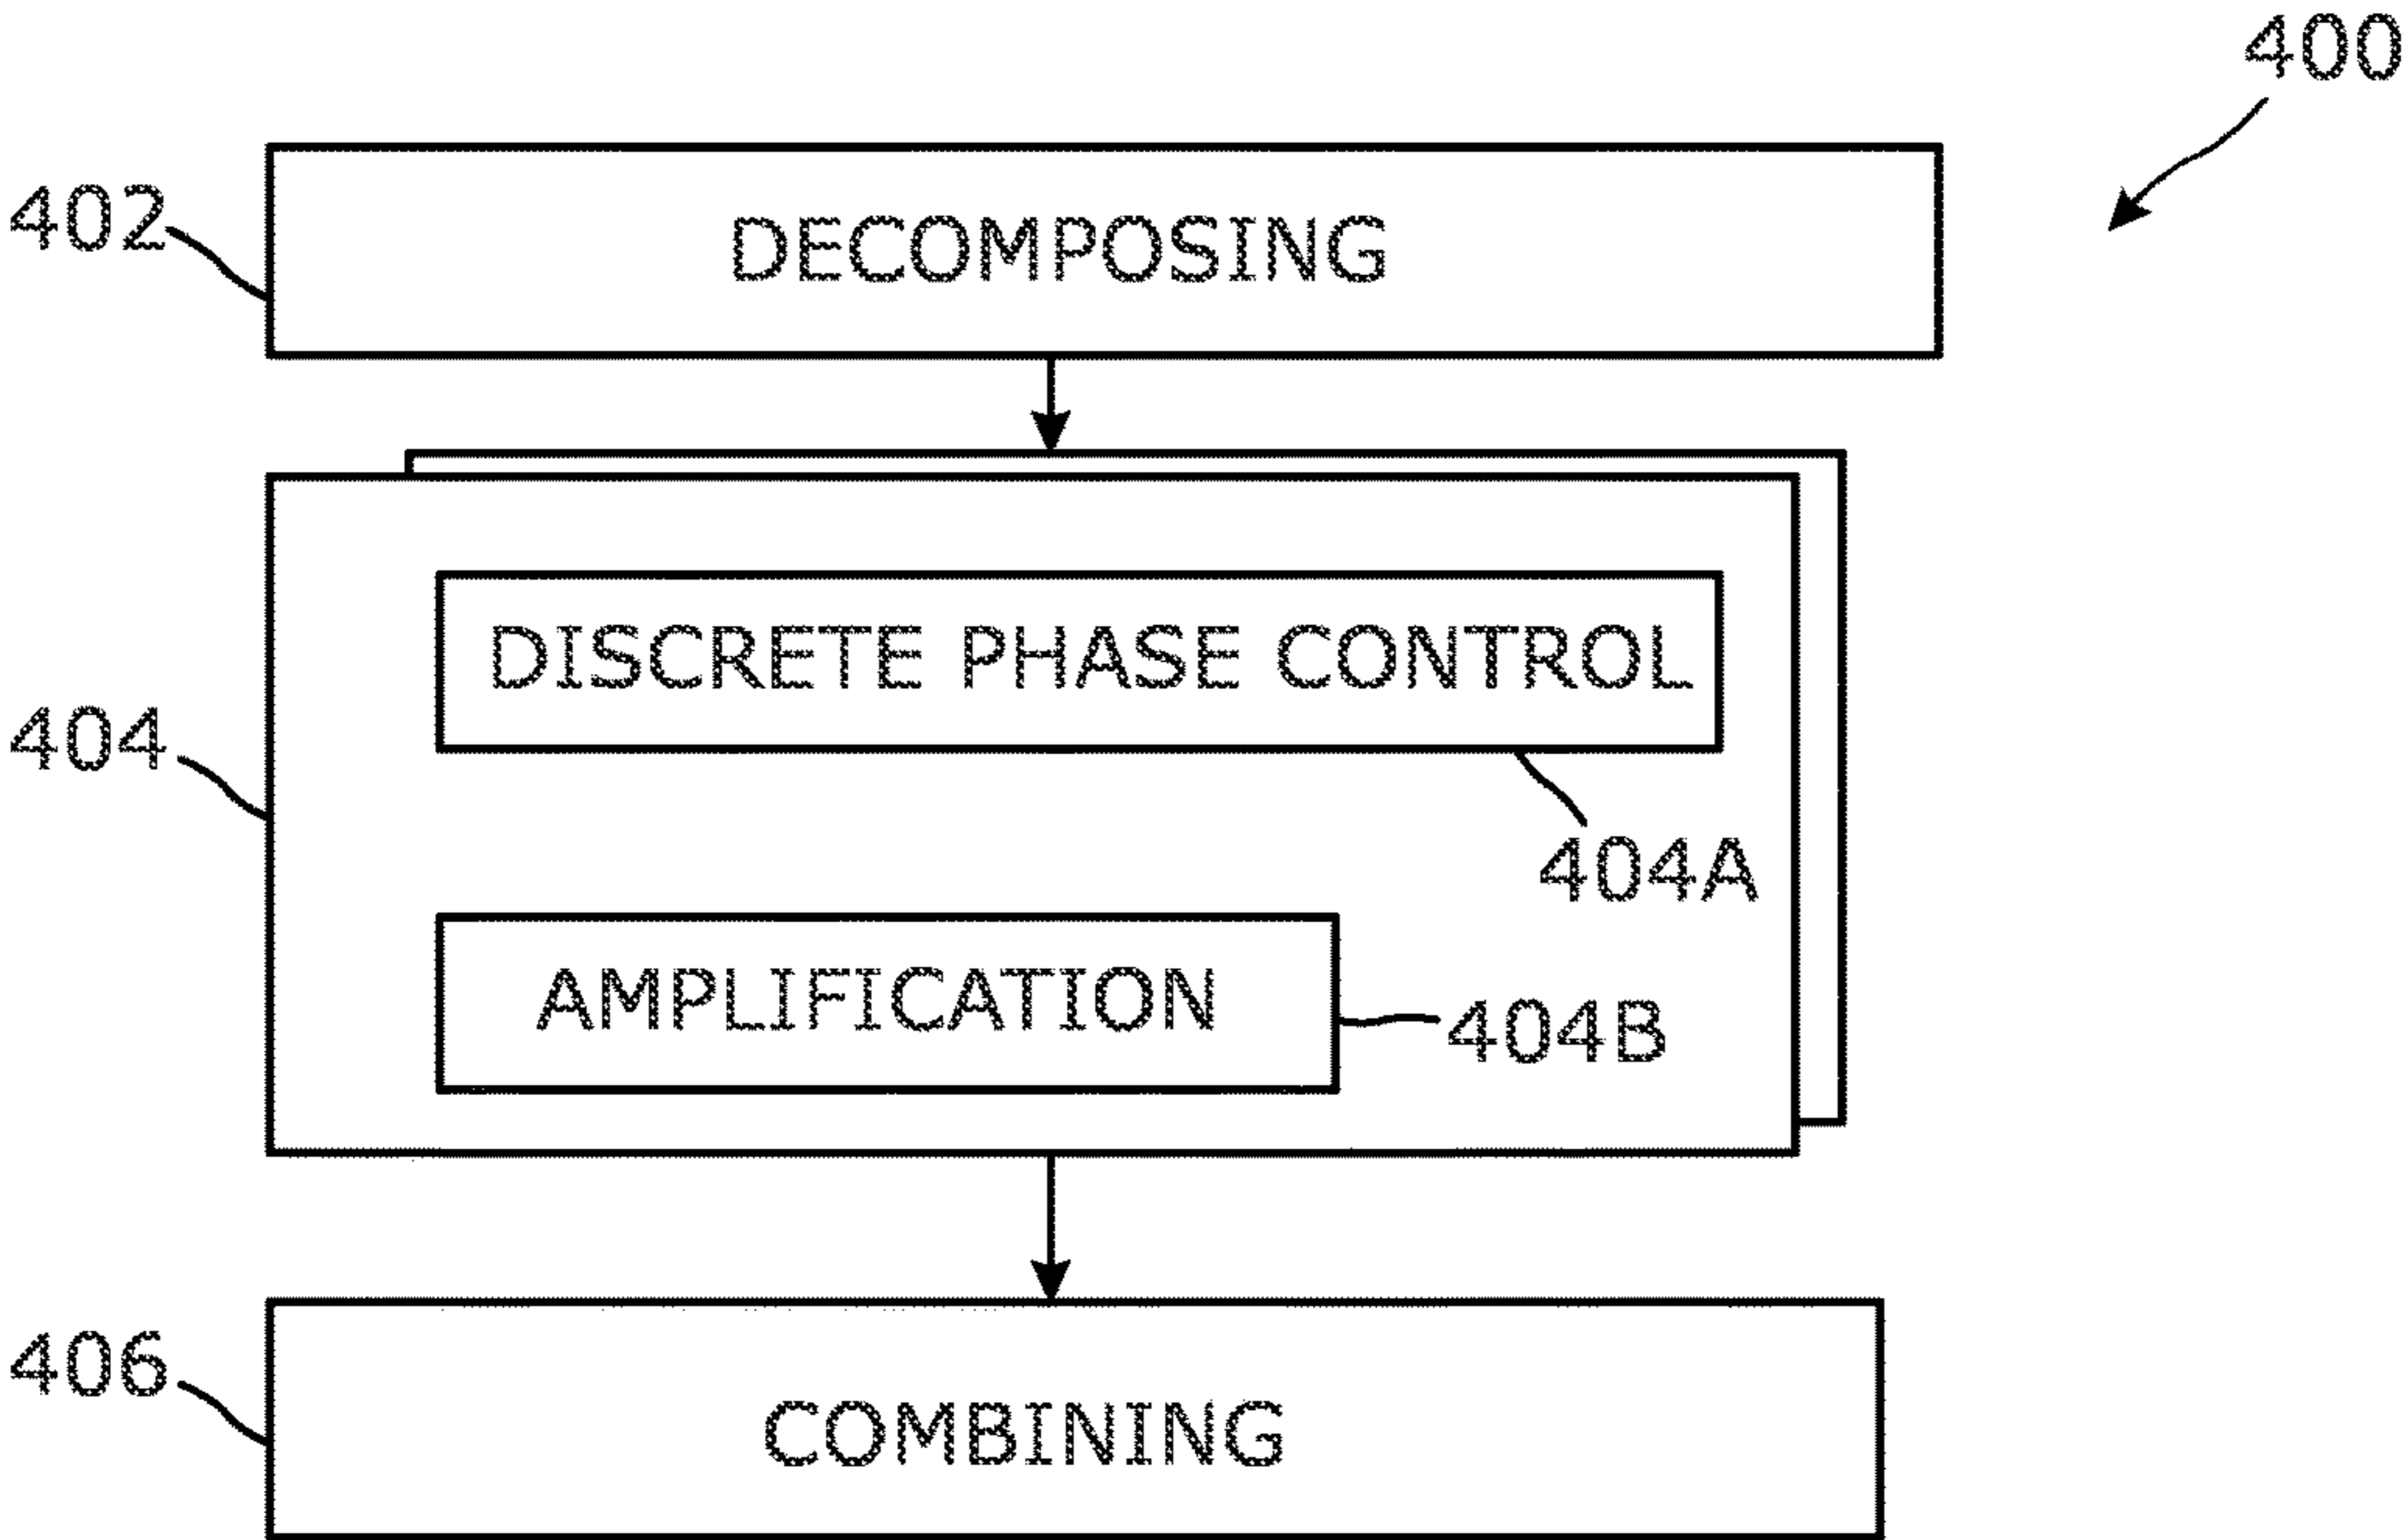 400
402
DECOMPOSING
DISCRETE PHASE CONTROL
404
404A
AMPLIFICATION
404B
406
COMBINING